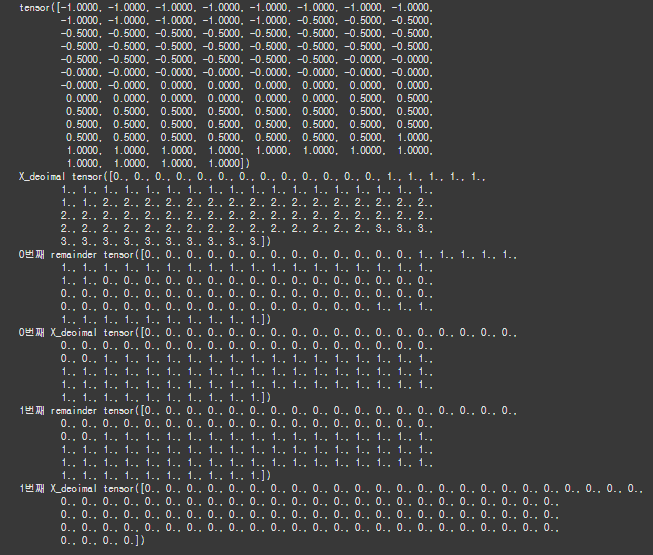 tensor([-1.0000, -1.0000, -1.0000, -1.0000, -1.0000, -1.0000, -1.0000, -1.0000,
-1.0000, -1.0000, -1.0000, -1.0000, -1.0000, -0.5000, -0.5000, -0.5000,
-0.5000, -0.5000, -0.5000, -0.5000, -0.5000, -0.5000, -0.5000, -0.5000,
-0.5000, -0.5000, -0.5000, -0.5000, -0.5000, -0.5000, -0.5000, -0.5000,
-0.5000, -0.5000, -0.5000, -0.5000, -0.5000, -0.5000, -0.0000, -0.0000,
-0.0000, -0.0000, -0.0000, -0.0000, -0.0000, -0.0000, -0.0000, -0.0000,
-0.0000, -0.0000, 0.0000, 0.0000, 0.0000, 0.0000, 0.0000, 0.0000,
0.0000, 0.0000, 0.0000, 0.0000, 0.0000, 0.0000, 0.5000, 0.5000,
0.5000, 0.5000, 0.5000, 0.5000, 0.5000, 0.5000, 0.5000, 0.5000,
0.5000, 0.5000, 0.5000, 0.5000, 0.5000, 0.5000, 0.5000, 0.5000,
0.5000, 0.5000, 0.5000, 0.5000, 0.5000, 0.5000, 0.5000, 1.0000,
1.0000, 1.0000, 1.0000, 1.0000, 1.0000, 1.0000, 1.0000, 1.0000,
1.0000, 1.0000, 1.0000, 1.0000])
X_deoimal tensor([0., 0., 0., 0., 0., 0., 0., 0., 0., 0., 0., 0., 0., 1., 1., 1., 1., 1.,
1., 1., 1., 1., 1., 1., 1., 1., 1., 1., 1., 1., 1., 1., 1., 1., 1., 1.,
1., 1., 2., 2., 2., 2., 2., 2., 2., 2., 2., 2., 2., 2., 2., 2., 2., 2.,
2., 2., 2., 2., 2., 2., 2., 2., 2., 2., 2., 2., 2., 2., 2., 2., 2., 2.,
2., 2., 2., 2., 2., 2., 2., 2., 2., 2., 2., 2., 2., 2., 2., 3., 3., 3.,
3., 3., 3., 3., 3., 3., 3., 3., 3., 3.])
0번째 remainder tensor([0., 0., 0., 0., 0., 0., 0., 0., 0., 0., 0., 0., 0., 1., 1., 1., 1., 1.,
1., 1., 1., 1., 1., 1., 1., 1., 1., 1., 1., 1., 1., 1., 1., 1., 1., 1.,
1., 1., 0., 0., 0., 0., 0., 0., 0., 0., 0., 0., 0., 0., 0., 0., 0., 0.,
0., 0., 0., 0., 0., 0., 0., 0., 0., 0., 0., 0., 0., 0., 0., 0., 0., 0.,
0., 0., 0., 0., 0., 0., 0., 0., 0., 0., 0., 0., 0., 0., 0., 1., 1., 1.,
1., 1., 1., 1., 1., 1., 1., 1., 1., 1.])
0번째 X_deoimal tensor([0., 0., 0., 0., 0., 0., 0., 0., 0., 0., 0., 0., 0., 0., 0., 0., 0., 0.,
0., 0., 0., 0., 0., 0., 0., 0., 0., 0., 0., 0., 0., 0., 0., 0., 0., 0.,
0., 0., 1., 1., 1., 1., 1., 1., 1., 1., 1., 1., 1., 1., 1., 1., 1., 1.,
1., 1., 1., 1., 1., 1., 1., 1., 1., 1., 1., 1., 1., 1., 1., 1., 1., 1.,
1., 1., 1., 1., 1., 1., 1., 1., 1., 1., 1., 1., 1., 1., 1., 1., 1., 1.,
1., 1., 1., 1., 1., 1., 1., 1., 1., 1.])
1번째 remainder tensor([0., 0., 0., 0., 0., 0., 0., 0., 0., 0., 0., 0., 0., 0., 0., 0., 0., 0.,
0., 0., 0., 0., 0., 0., 0., 0., 0., 0., 0., 0., 0., 0., 0., 0., 0., 0.,
0., 0., 1., 1., 1., 1., 1., 1., 1., 1., 1., 1., 1., 1., 1., 1., 1., 1.,
1., 1., 1., 1., 1., 1., 1., 1., 1., 1., 1., 1., 1., 1., 1., 1., 1., 1.,
1., 1., 1., 1., 1., 1., 1., 1., 1., 1., 1., 1., 1., 1., 1., 1., 1., 1.,
1., 1., 1., 1., 1., 1., 1., 1., 1., 1.])
1번째 X_deoimal tensor([0., 0., 0., 0., 0., 0., 0., 0., 0., 0., 0., 0., 0., 0., 0., 0., 0., 0., 0., 0., 0., 0., 0., 0.,
0., 0., 0., 0., 0., 0., 0., 0., 0., 0., 0., 0., 0., 0., 0., 0., 0., 0., 0., 0., 0., 0., 0., 0.,
0., 0., 0., 0., 0., 0., 0., 0., 0., 0., 0., 0., 0., 0., 0., 0., 0., 0., 0., 0., 0., 0., 0., 0.,
0., 0., 0., 0., 0., 0., 0., 0., 0., 0., 0., 0., 0., 0., 0., 0., 0., 0., 0., 0., 0., 0., 0., 0.,
0., 0., 0., 0.])